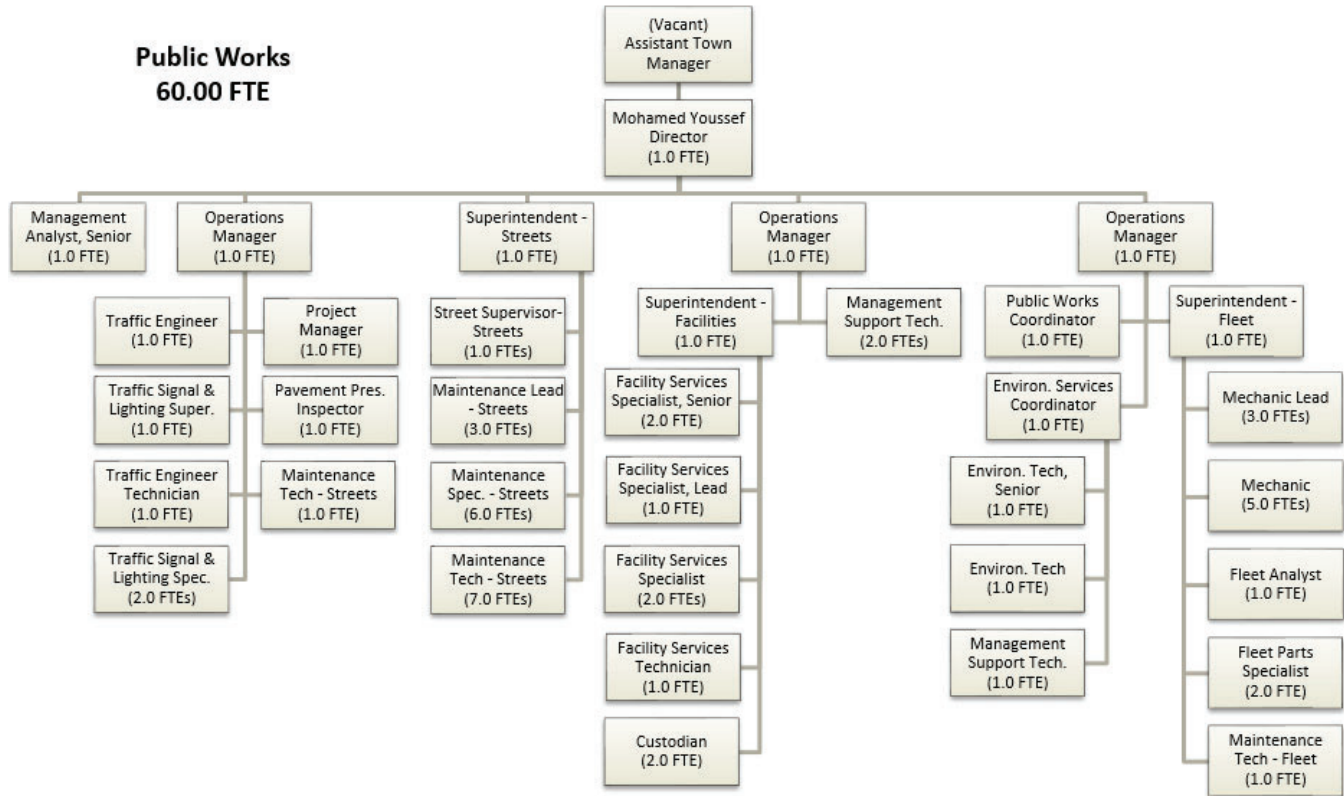 Public Works
60.00 FTE
(Vacant)
Assistant Town
Manager
Mohamed Youssef
Director
(1.0 FTE)
Management
Analyst, Senior
(1.0 FTE)
Operations
Manager
(1.0 FTE)
Superintendent -
Streets
(1.0 FTE)
Operations
Manager
(1.0 FTE)
Operations
Manager
(1.0 FTE)
Traffic Engineer
(1.0 FTE)
Project
Manager
(1.0 FTE)
Traffic Signal &
Lighting Super.
(1.0 FTE)
Pavement Pres.
Inspector
(1.0 FTE)
Traffic Engineer
Technician
(1.0 FTE)
Maintenance
Tech - Streets
(1.0 FTE)
Traffic Signal &
Lighting Spec.
(2.0 FTEs)
Street Supervisor-
Streets
(1.0 FTEs)
Maintenance Lead
- Streets
(3.0 FTEs)
Maintenance
Spec. - Streets
(6.0 FTEs)
Maintenance
Tech - Streets
(7.0 FTEs)
Superintendent -
Facilities
(1.0 FTE)
Management
Support Tech.
(2.0 FTEs)
Facility Services
Specialist, Senior
(2.0 FTE)
Facility Services
Specialist, Lead
(1.0 FTE)
Facility Services
Specialist
(2.0 FTEs)
Facility Services
Technician
(1.0 FTE)
Custodian
(2.0 FTE)
Public Works
Coordinator
(1.0 FTE)
Superintendent -
Fleet
(1.0 FTE)
Environ. Services
Coordinator
(1.0 FTE)
Environ. Tech,
Senior
(1.0 FTE)
Environ. Tech
(1.0 FTE)
Management
Support Tech.
(1.0 FTE)
Mechanic Lead
(3.0 FTEs)
Mechanic
(5.0 FTEs)
Fleet Analyst
(1.0 FTE)
Fleet Parts
Specialist
(2.0 FTE)
Maintenance
Tech - Fleet
(1.0 FTE)